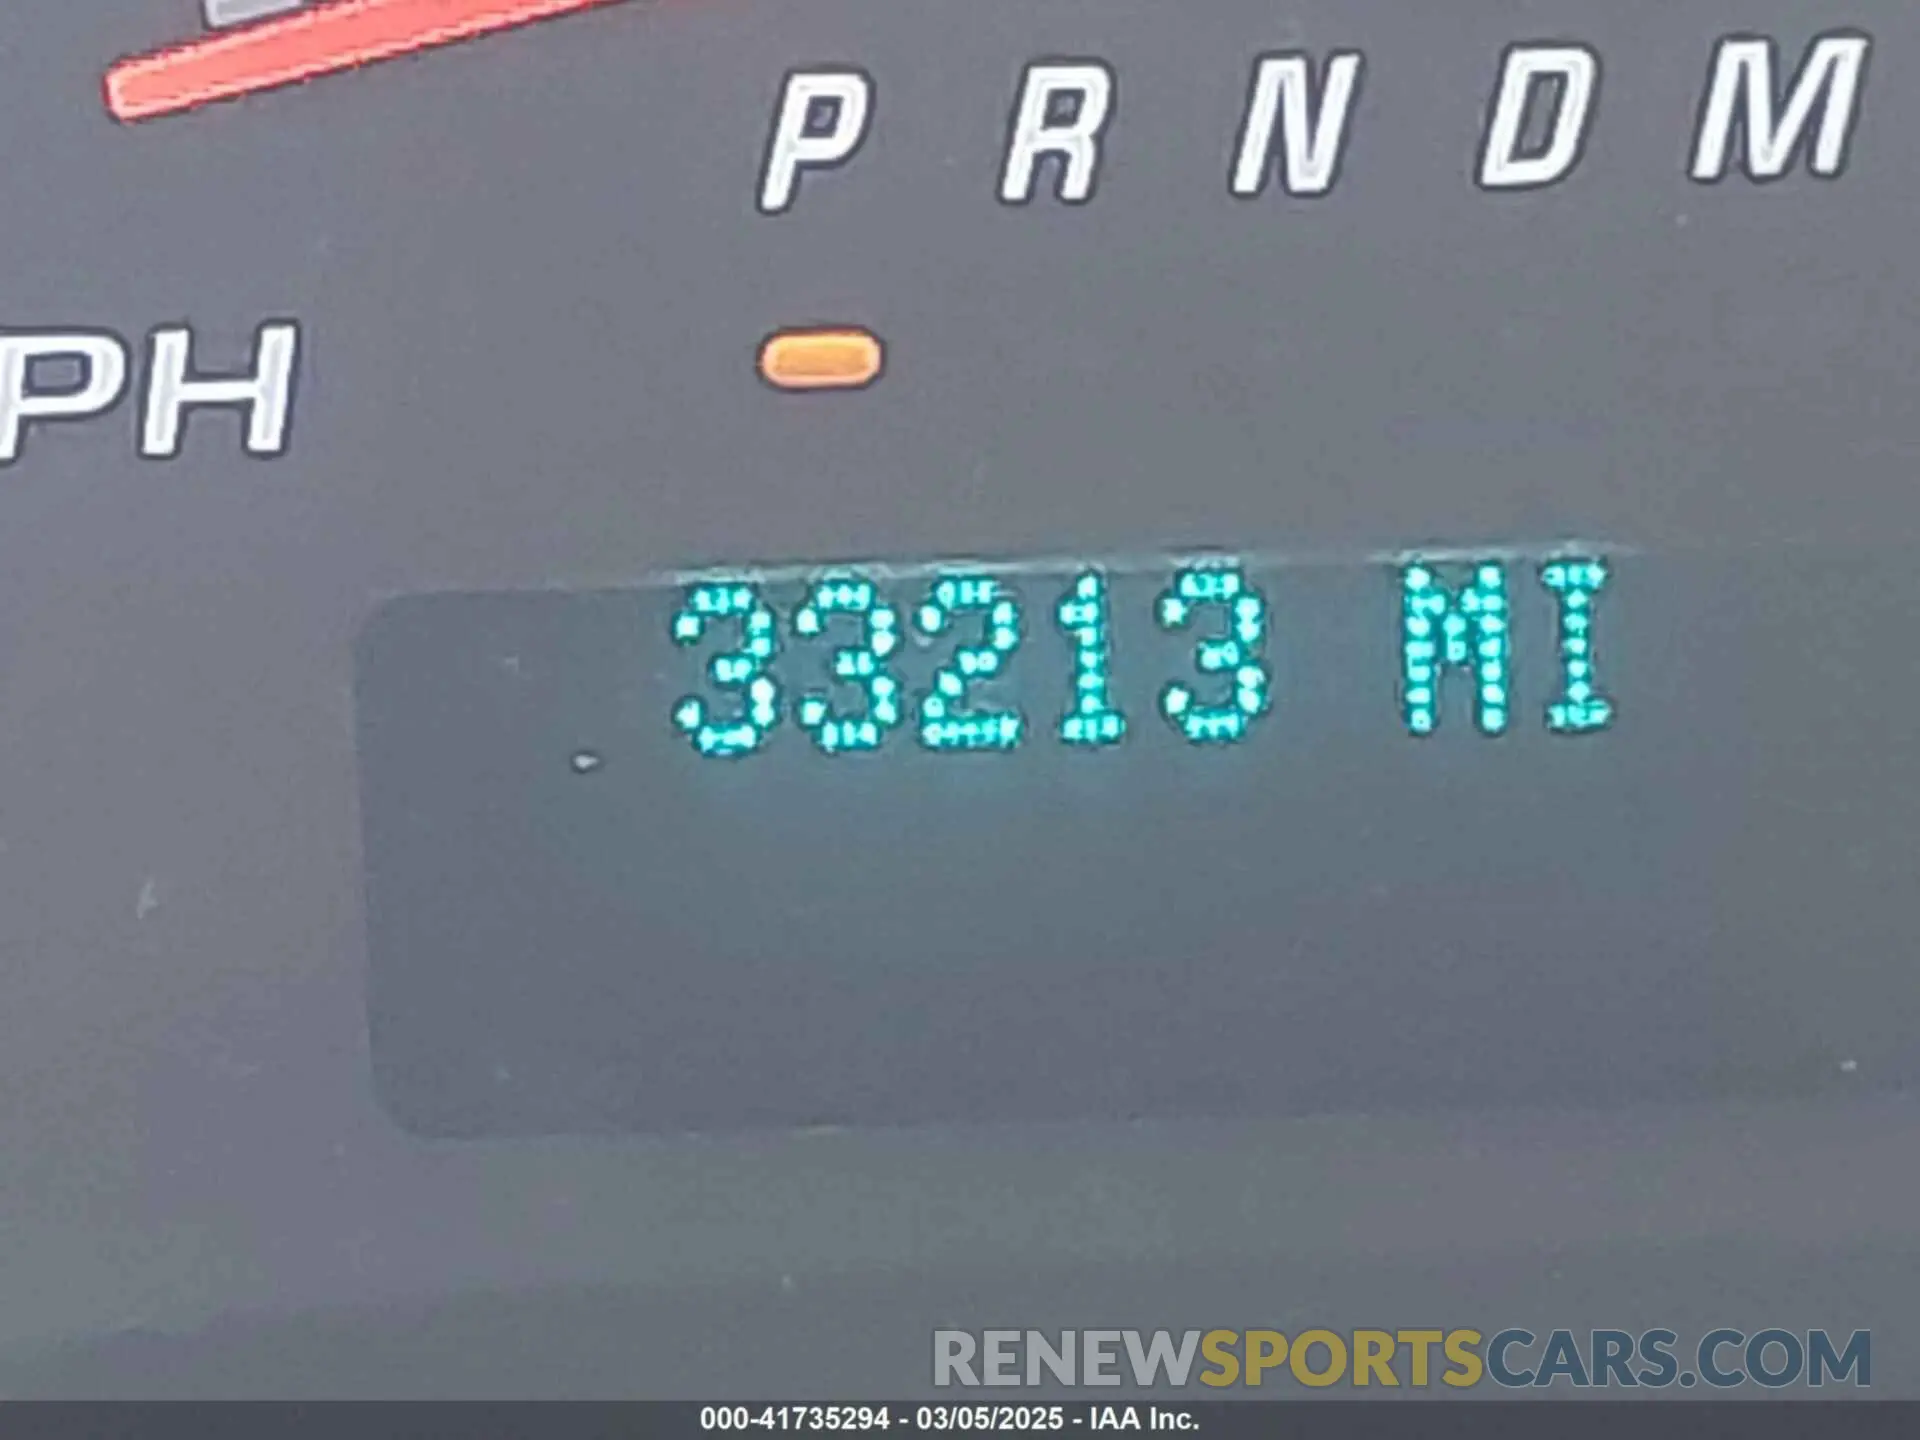 P R N D M
PH
33213 MI
RENEWSPORTSCARS.COM
000-41735294 - 03/05/2025 - IAA Inc.